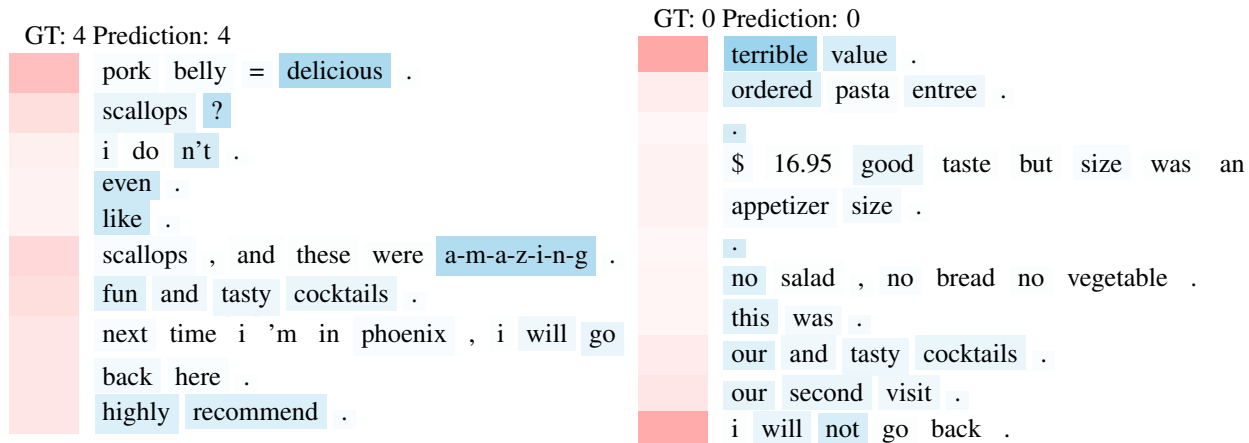 GT: 4 Prediction: 4
pork belly = delicious .
scallops ?
i do n't .
even .
like .
scallops , and these were a-m-a-z-i-n-g .
fun and tasty cocktails .
next time i 'm in phoenix , i will go
back here .
highly recommend .
GT: 0 Prediction: 0
terrible value .
ordered pasta entree .
.
$ 16.95 good taste but size was an
appetizer size .
.
no salad , no bread no vegetable .
this was .
our and tasty cocktails .
our second visit .
i will not go back .